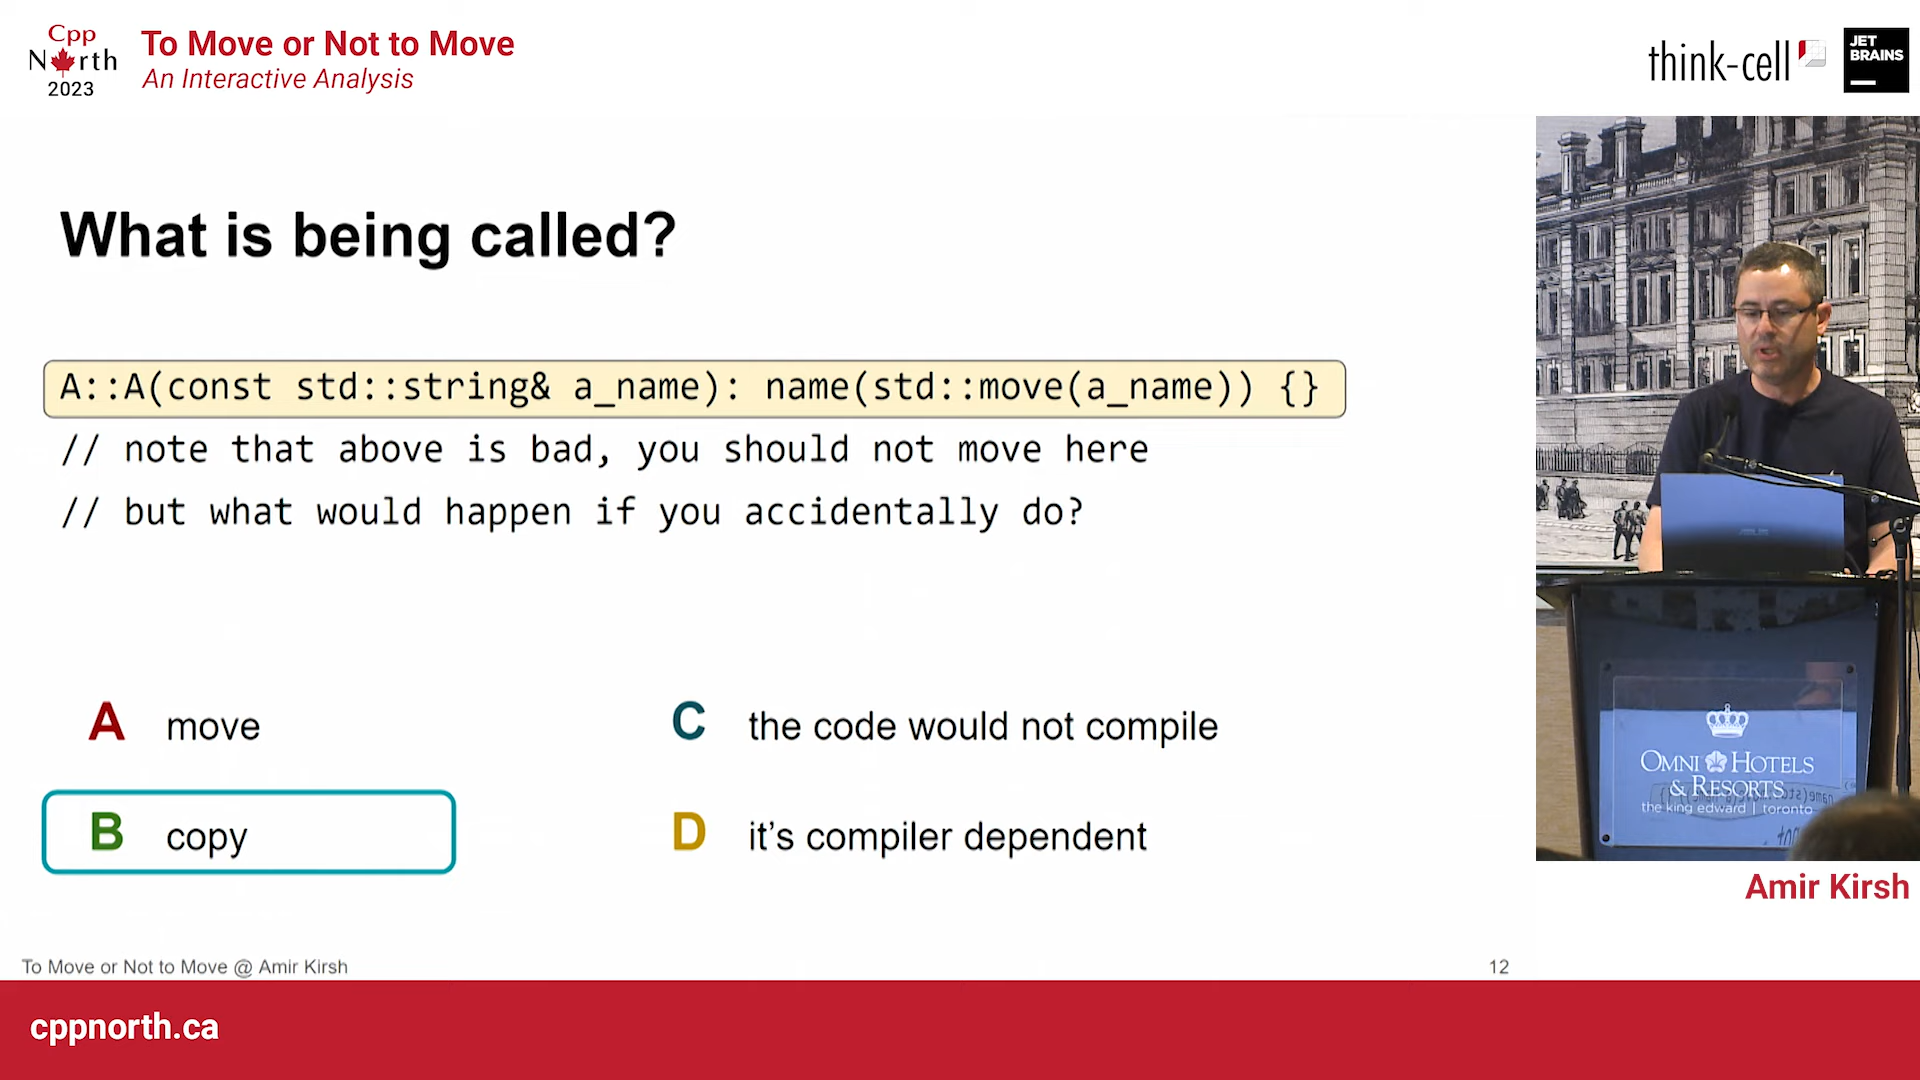 Cpp
North
2023
To Move or Not to Move
An Interactive Analysis
think-cell
JET
BRAINS
What is being called?
A::A(const std::string& a_name): name(std::move(a_name)) {}
// note that above is bad, you should not move here
// but what would happen if you accidentally do?
A move
B copy
C the code would not compile
D it's compiler dependent
OMNI HOTELS
& RESORTS
the king edward | toronto
Amir Kirsh
To Move or Not to Move @ Amir Kirsh
12
cppnorth.ca